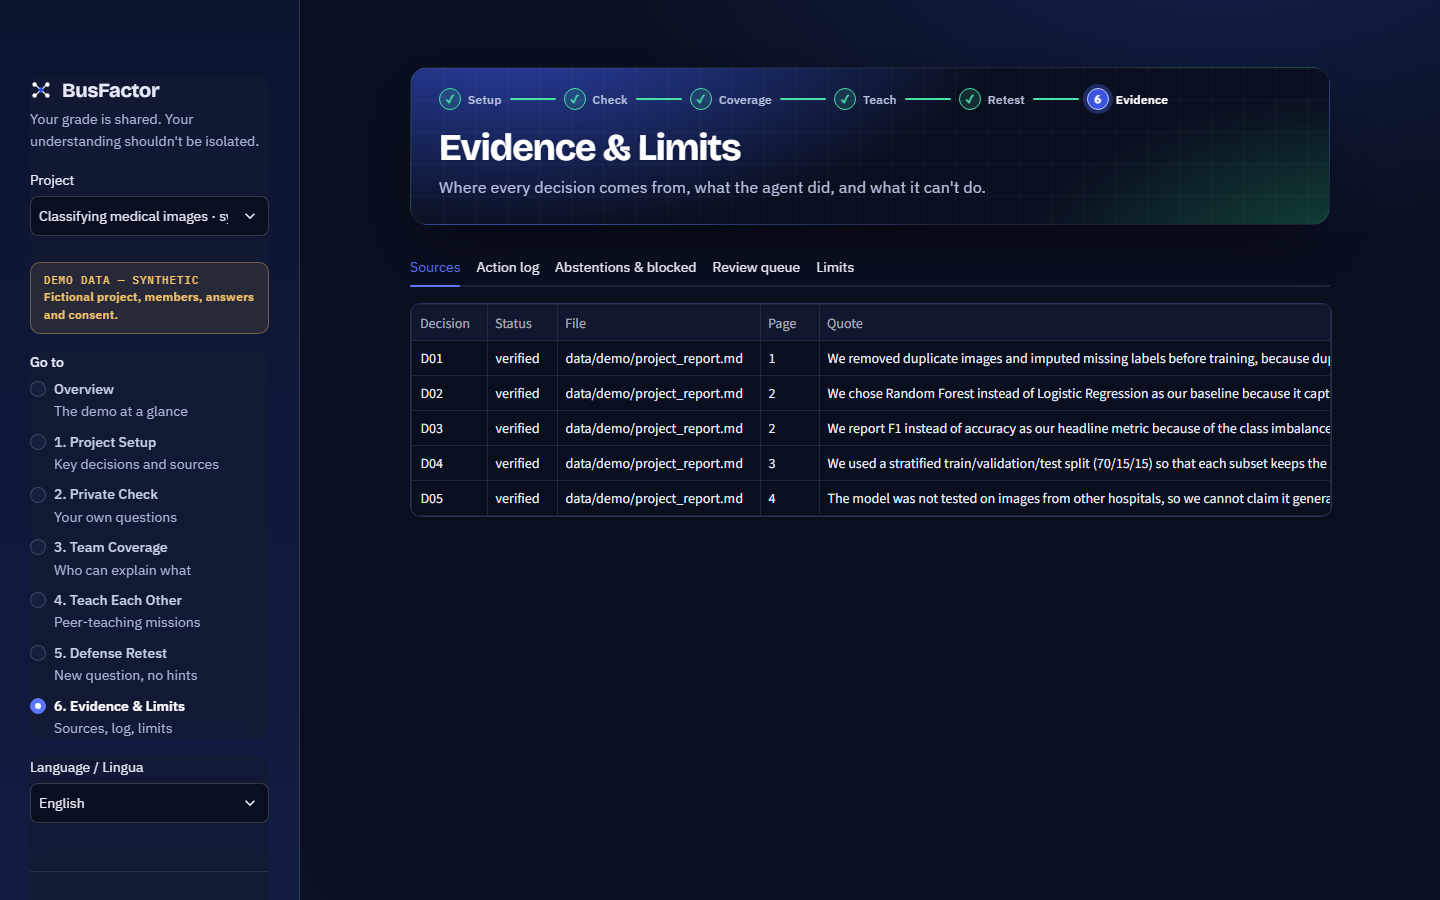 BusFactor
Your grade is shared. Your
understanding shouldn't be isolated.
Project
Classifying medical images ·
DEMO DATA — SYNTHETIC
Fictional project, members, answers
and consent.
Go to
Overview
The demo at a glance
1. Project Setup
Key decisions and sources
2. Private Check
Your own questions
3. Team Coverage
Who can explain what
4. Teach Each Other
Peer-teaching missions
5. Defense Retest
New question, no hints
6. Evidence & Limits
Sources, log, limits
Language / Lingua
English
Setup Check Coverage Teach Retest 6 Evidence
Evidence & Limits
Where every decision comes from, what the agent did, and what it can't do.
Sources Action log Abstentions & blocked Review queue Limits
Decision Status File Page Quote
D01 verified data/demo/project_report.md 1 We removed duplicate images and imputed missing labels before training, because
D02 verified data/demo/project_report.md 2 We chose Random Forest instead of Logistic Regression as our baseline because it
D03 verified data/demo/project_report.md 2 We report F1 instead of accuracy as our headline metric because of the class imbalance
D04 verified data/demo/project_report.md 3 We used a stratified train/validation/test split (70/15/15) so that each subset keeps the
D05 verified data/demo/project_report.md 4 The model was not tested on images from other hospitals, so we cannot claim it